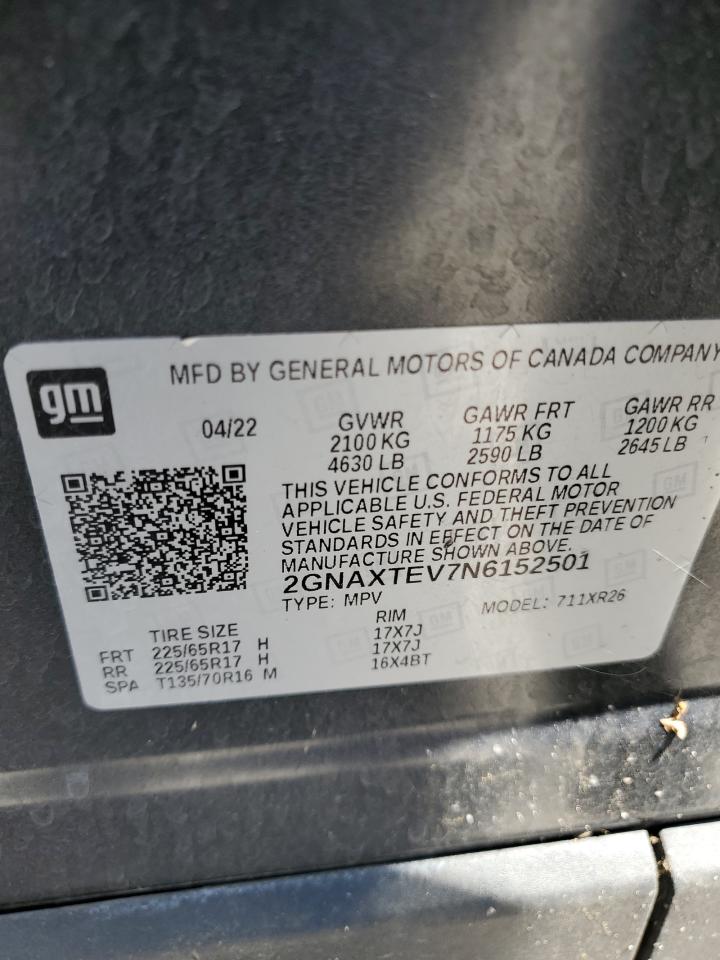 MFD BY GENERAL MOTORS OF CANADA COMPANY
gm
04/22 GVWR GAWR FRT GAWR RR
2100 KG 1175 KG 1200 KG
4630 LB 2590 LB 2645 LB
THIS VEHICLE CONFORMS TO ALL
APPLICABLE U.S. FEDERAL MOTOR
VEHICLE SAFETY AND THEFT PREVENTION
STANDARDS IN EFFECT ON THE DATE OF
MANUFACTURE SHOWN ABOVE.
2GNAXTEV7N6152501
TYPE: MPV MODEL: 711XR26
TIRE SIZE RIM
FRT 225/65R17 H 17X7J
RR 225/65R17 H 17X7J
SPA T135/70R16 M 16X4BT